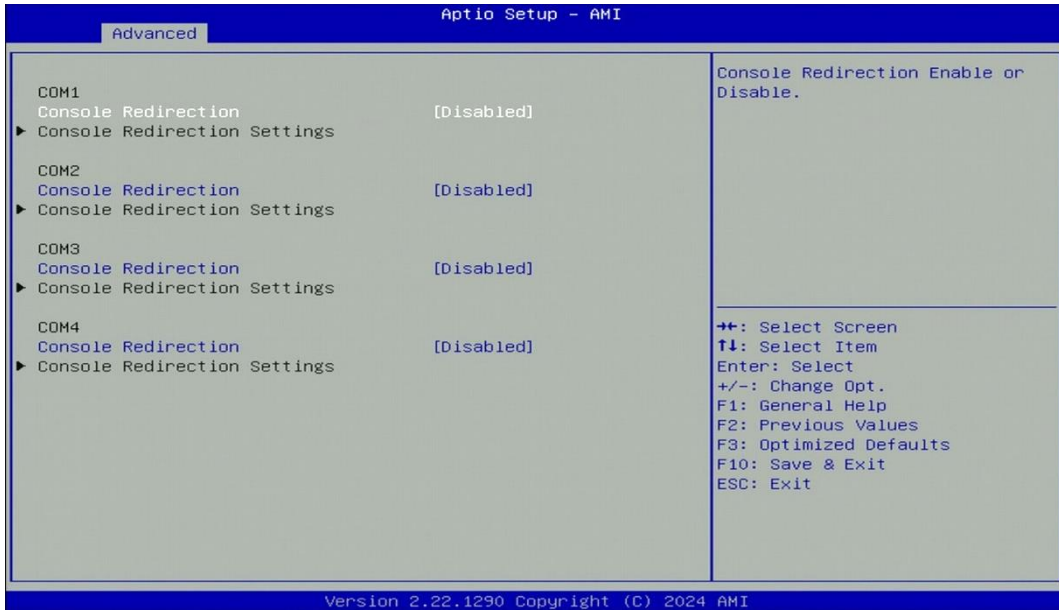 Aptio Setup – AMI
Advanced
COM1
Console Redirection [Disabled]
▶ Console Redirection Settings
COM2
Console Redirection [Disabled]
▶ Console Redirection Settings
COM3
Console Redirection [Disabled]
▶ Console Redirection Settings
COM4
Console Redirection [Disabled]
▶ Console Redirection Settings
Console Redirection Enable or
Disable.
→←: Select Screen
↑↓: Select Item
Enter: Select
+/-: Change Opt.
F1: General Help
F2: Previous Values
F3: Optimized Defaults
F10: Save & Exit
ESC: Exit
Version 2.22.1290 Copyright (C) 2024 AMI